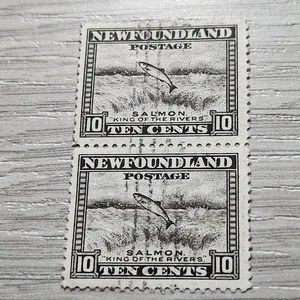 NEWFOUNDLAND
POSTAGE
SALMON.
"KING OF THE RIVERS"
10 TEN CENTS 10
NEWFOUNDLAND
POSTAGE
SALMON.
"KING OF THE RIVERS"
10 TEN CENTS 10